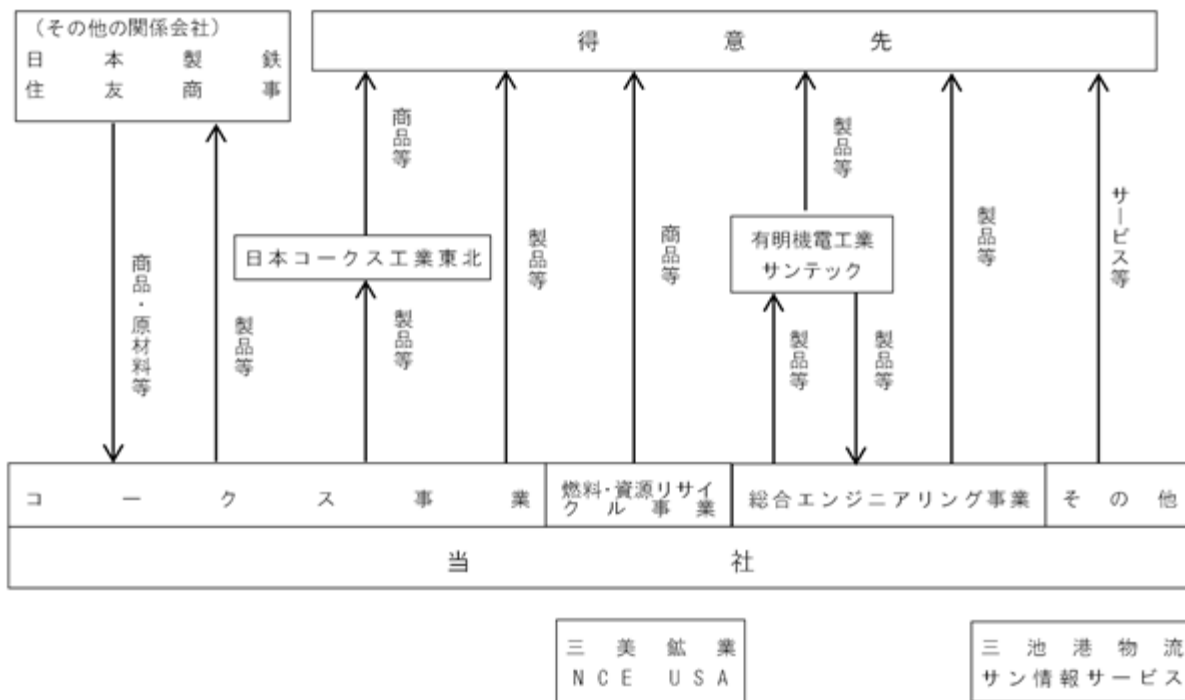 （その他の関係会社）
日本製鉄
住友商事
得意先
商品等
製品等
サービス等
日本コークス工業東北
製品等
商品等
製品等
有明機電工業
サンテック
商品・原材料等
製品等
製品等
製品等
製品等
コークス事業
燃料・資源リサイ
クル事業
総合エンジニアリング事業
その他
当社
三美鉱業
NCE USA
三池港物流
サン情報サービス